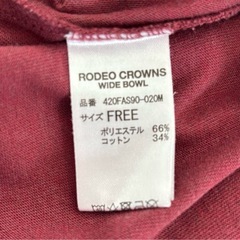 RODEO CROWNS
WIDE BOWL
品番 420FAS90-020M
サイズ FREE
ポリエステル 66%
コットン 34%